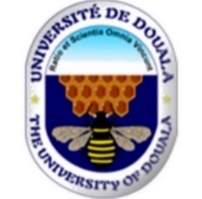 UNIVERSITÉ DE DOUALA
Ratio et Scientia Omnia Vincunt
THE UNIVERSITY OF DOUALA